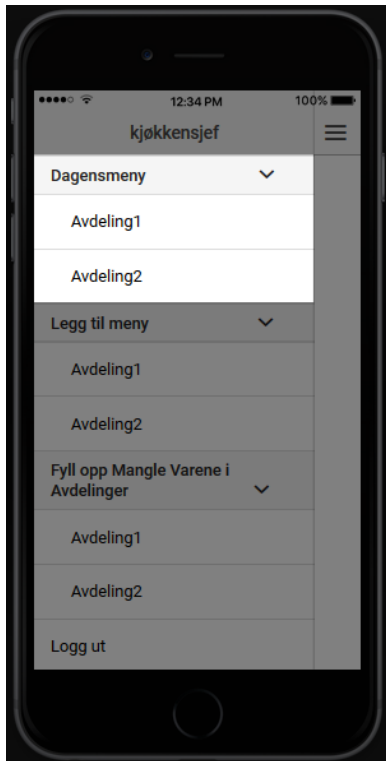 12:34 PM 100%
kjøkkensjef
Dagensmeny
Avdeling1
Avdeling2
Legg til meny
Avdeling1
Avdeling2
Fyll opp Mangle Varene i
Avdelinger
Avdeling1
Avdeling2
Logg ut